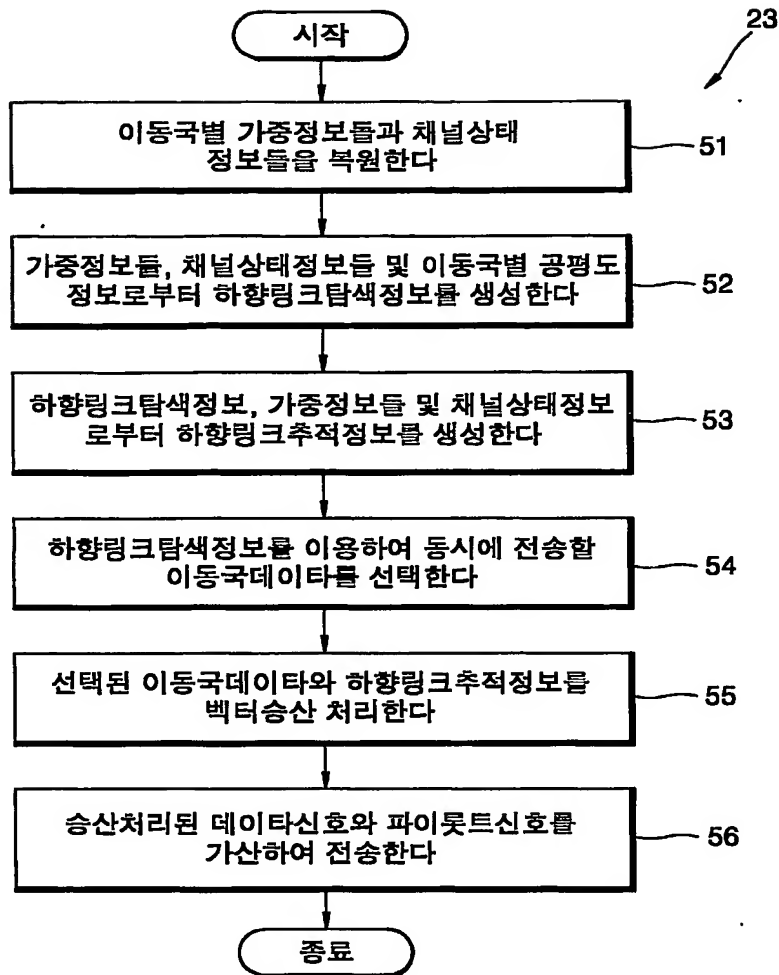 시작
23
이동국별 가중정보들과 채널상태
정보들을 복원한다
51
가중정보들, 채널상태정보들 및 이동국별 공평도
정보로부터 하향링크탐색정보를 생성한다
52
하향링크탐색정보, 가중정보들 및 채널상태정보
로부터 하향링크추적정보를 생성한다
53
하향링크탐색정보를 이용하여 동시에 전송할
이동국데이타를 선택한다
54
선택된 이동국데이타와 하향링크추적정보를
벡터승산 처리한다
55
승산처리된 데이타신호와 파이롯트신호를
가산하여 전송한다
56
종료